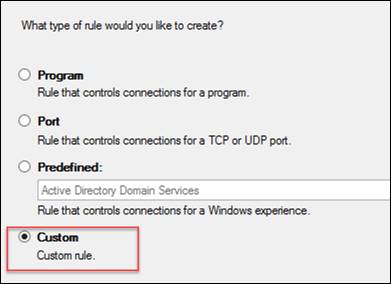 What type of rule would you like to create?
Program
Rule that controls connections for a program.
Port
Rule that controls connections for a TCP or UDP port.
Predefined:
Active Directory Domain Services
Rule that controls connections for a Windows experience.
Custom
Custom rule.